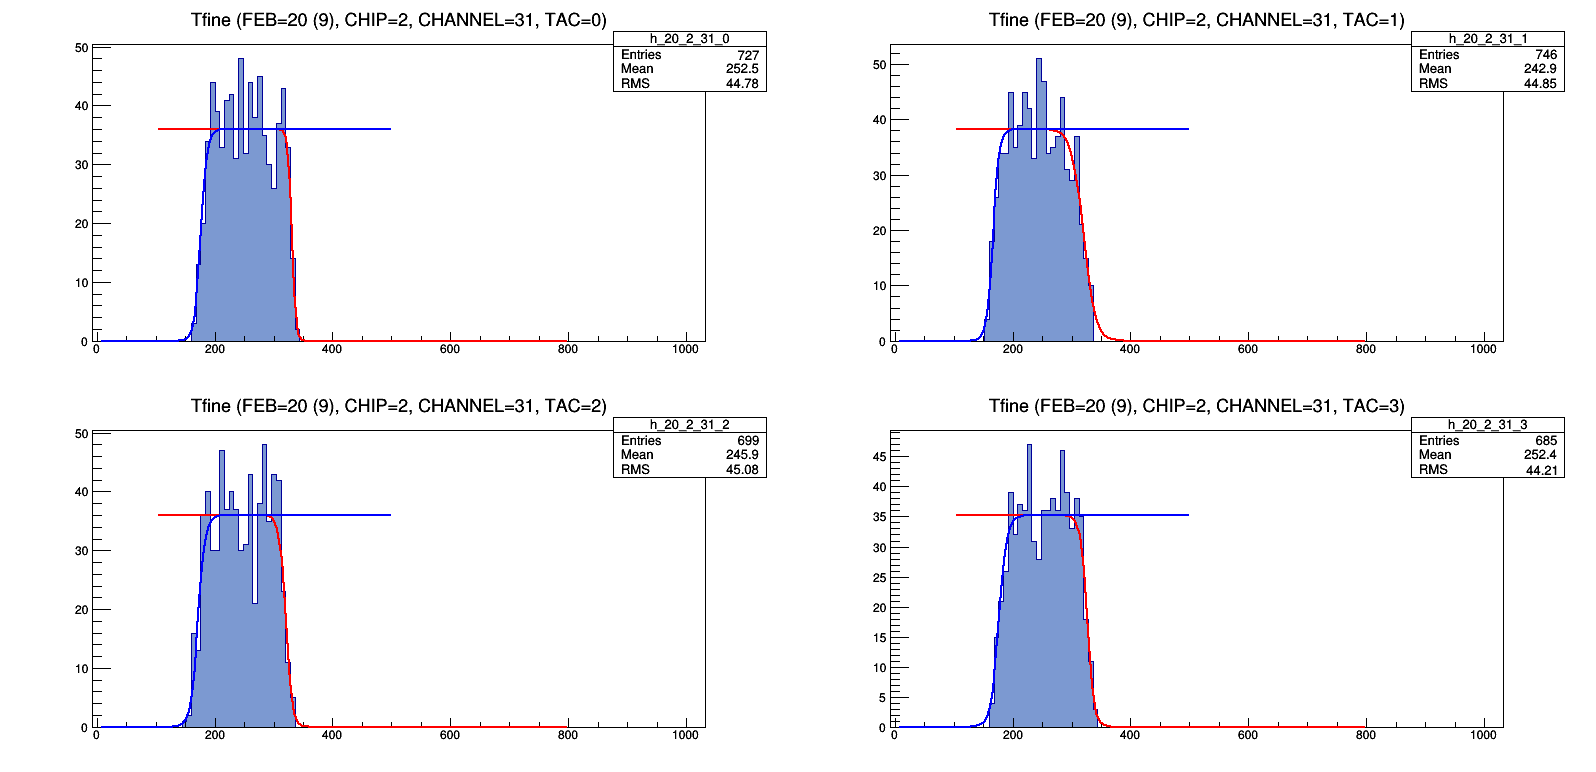 Tfine (FEB=20 (9), CHIP=2, CHANNEL=31, TAC=0)
h_20_2_31_0
Entries 727
Mean 252.5
RMS 44.78
50
40
30
20
10
0
0 200 400 600 800 1000
Tfine (FEB=20 (9), CHIP=2, CHANNEL=31, TAC=1)
h_20_2_31_1
Entries 746
Mean 242.9
RMS 44.85
50
40
30
20
10
0
0 200 400 600 800 1000
Tfine (FEB=20 (9), CHIP=2, CHANNEL=31, TAC=2)
h_20_2_31_2
Entries 699
Mean 245.9
RMS 45.08
50
40
30
20
10
0
0 200 400 600 800 1000
Tfine (FEB=20 (9), CHIP=2, CHANNEL=31, TAC=3)
h_20_2_31_3
Entries 685
Mean 252.4
RMS 44.21
45
40
35
30
25
20
15
10
5
0
0 200 400 600 800 1000